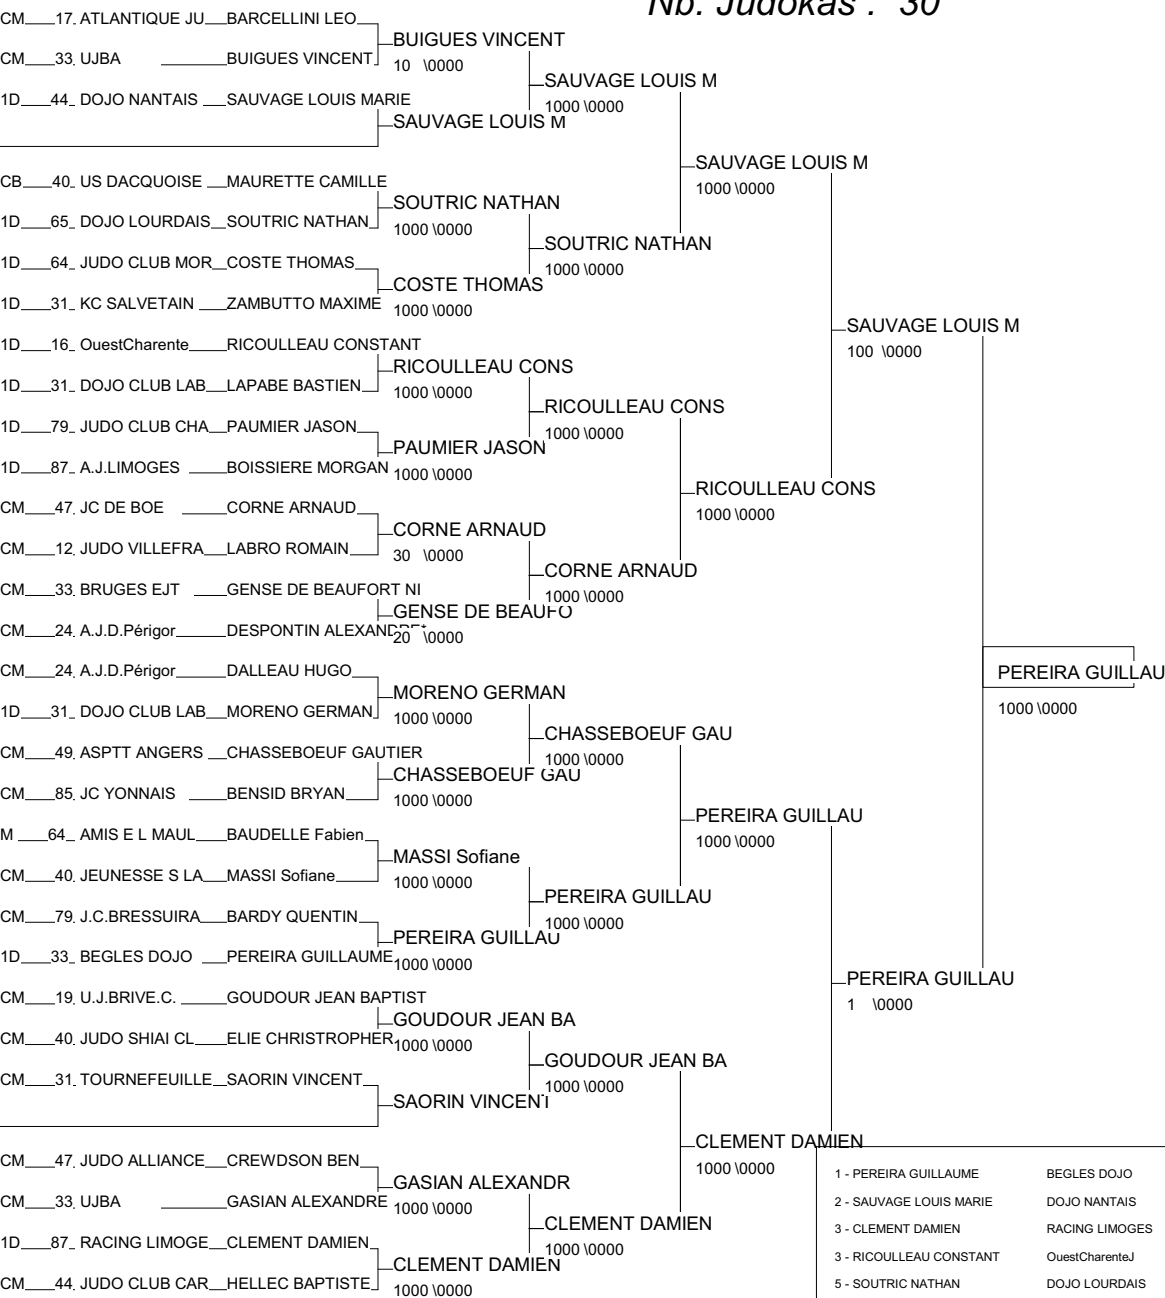 Nb. Judokas : 30
CM 17 ATLANTIQUE JU BARCELLINI LEO
BUIGUES VINCENT
CM 33 UJBA BUIGUES VINCENT
10 \0000
SAUVAGE LOUIS M
1D 44 DOJO NANTAIS SAUVAGE LOUIS MARIE
1000 \0000
SAUVAGE LOUIS M
SAUVAGE LOUIS M
1000 \0000
CB 40 US DACQUOISE MAURETTE CAMILLE
SOUTRIC NATHAN
1D 65 DOJO LOURDAIS SOUTRIC NATHAN
1000 \0000
SOUTRIC NATHAN
1D 64 JUDO CLUB MOR COSTE THOMAS
1000 \0000
COSTE THOMAS
1D 31 KC SALVETAIN ZAMBUTTO MAXIME
1000 \0000
SAUVAGE LOUIS M
100 \0000
1D 16 OuestCharente RICOULLEAU CONSTANT
RICOULLEAU CONS
1D 31 DOJO CLUB LAB LAPABE BASTIEN
1000 \0000
RICOULLEAU CONS
1D 79 JUDO CLUB CHA PAUMIER JASON
1000 \0000
PAUMIER JASON
1D 87 A.J.LIMOGES BOISSIERE MORGAN
1000 \0000
RICOULLEAU CONS
1000 \0000
CM 47 JC DE BOE CORNE ARNAUD
CORNE ARNAUD
CM 12 JUDO VILLEFRA LABRO ROMAIN
30 \0000
CORNE ARNAUD
CM 33 BRUGES EJT GENSE DE BEAUFORT NI
1000 \0000
GENSE DE BEAUFO
CM 24 A.J.D.Périgor DESPONTIN ALEXANDRE*
20 \0000
PEREIRA GUILLAU
1000 \0000
CM 24 A.J.D.Périgor DALLEAU HUGO
MORENO GERMAN
1D 31 DOJO CLUB LAB MORENO GERMAN
1000 \0000
CHASSEBOEUF GAU
CM 49 ASPTT ANGERS CHASSEBOEUF GAUTIER
1000 \0000
CHASSEBOEUF GAU
CM 85 JC YONNAIS BENSID BRYAN
1000 \0000
PEREIRA GUILLAU
1000 \0000
M 64 AMIS E L MAUL BAUDELLE Fabien
MASSI Sofiane
CM 40 JEUNESSE S LA MASSI Sofiane
1000 \0000
PEREIRA GUILLAU
CM 79 J.C.BRESSUIRA BARDY QUENTIN
1000 \0000
PEREIRA GUILLAU
1D 33 BEGLES DOJO PEREIRA GUILLAUME
1000 \0000
PEREIRA GUILLAU
1 \0000
CM 19 U.J.BRIVE.C. GOUDOUR JEAN BAPTIST
GOUDOUR JEAN BA
CM 40 JUDO SHIAI CL ELIE CHRISTROPHER
1000 \0000
GOUDOUR JEAN BA
CM 31 TOURNEFEUILLE SAORIN VINCENT
1000 \0000
SAORIN VINCENT
CLEMENT DAMIEN
1000 \0000
CM 47 JUDO ALLIANCE CREWDSON BEN
GASIAN ALEXANDR
CM 33 UJBA GASIAN ALEXANDRE
1000 \0000
CLEMENT DAMIEN
1D 87 RACING LIMOGE CLEMENT DAMIEN
1000 \0000
CLEMENT DAMIEN
CM 44 JUDO CLUB CAR HELLEC BAPTISTE
1000 \0000
1 - PEREIRA GUILLAUME BEGLES DOJO
2 - SAUVAGE LOUIS MARIE DOJO NANTAIS
3 - CLEMENT DAMIEN RACING LIMOGES
3 - RICOULLEAU CONSTANT OuestCharenteJ
5 - SOUTRIC NATHAN DOJO LOURDAIS